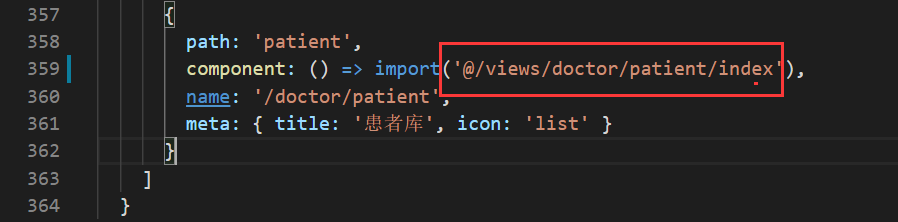 357 {
358 path: 'patient',
359 component: () => import('@/views/doctor/patient/index'),
360 name: '/doctor/patient',
361 meta: { title: '患者库', icon: 'list' }
362 }
363 ]
364 }